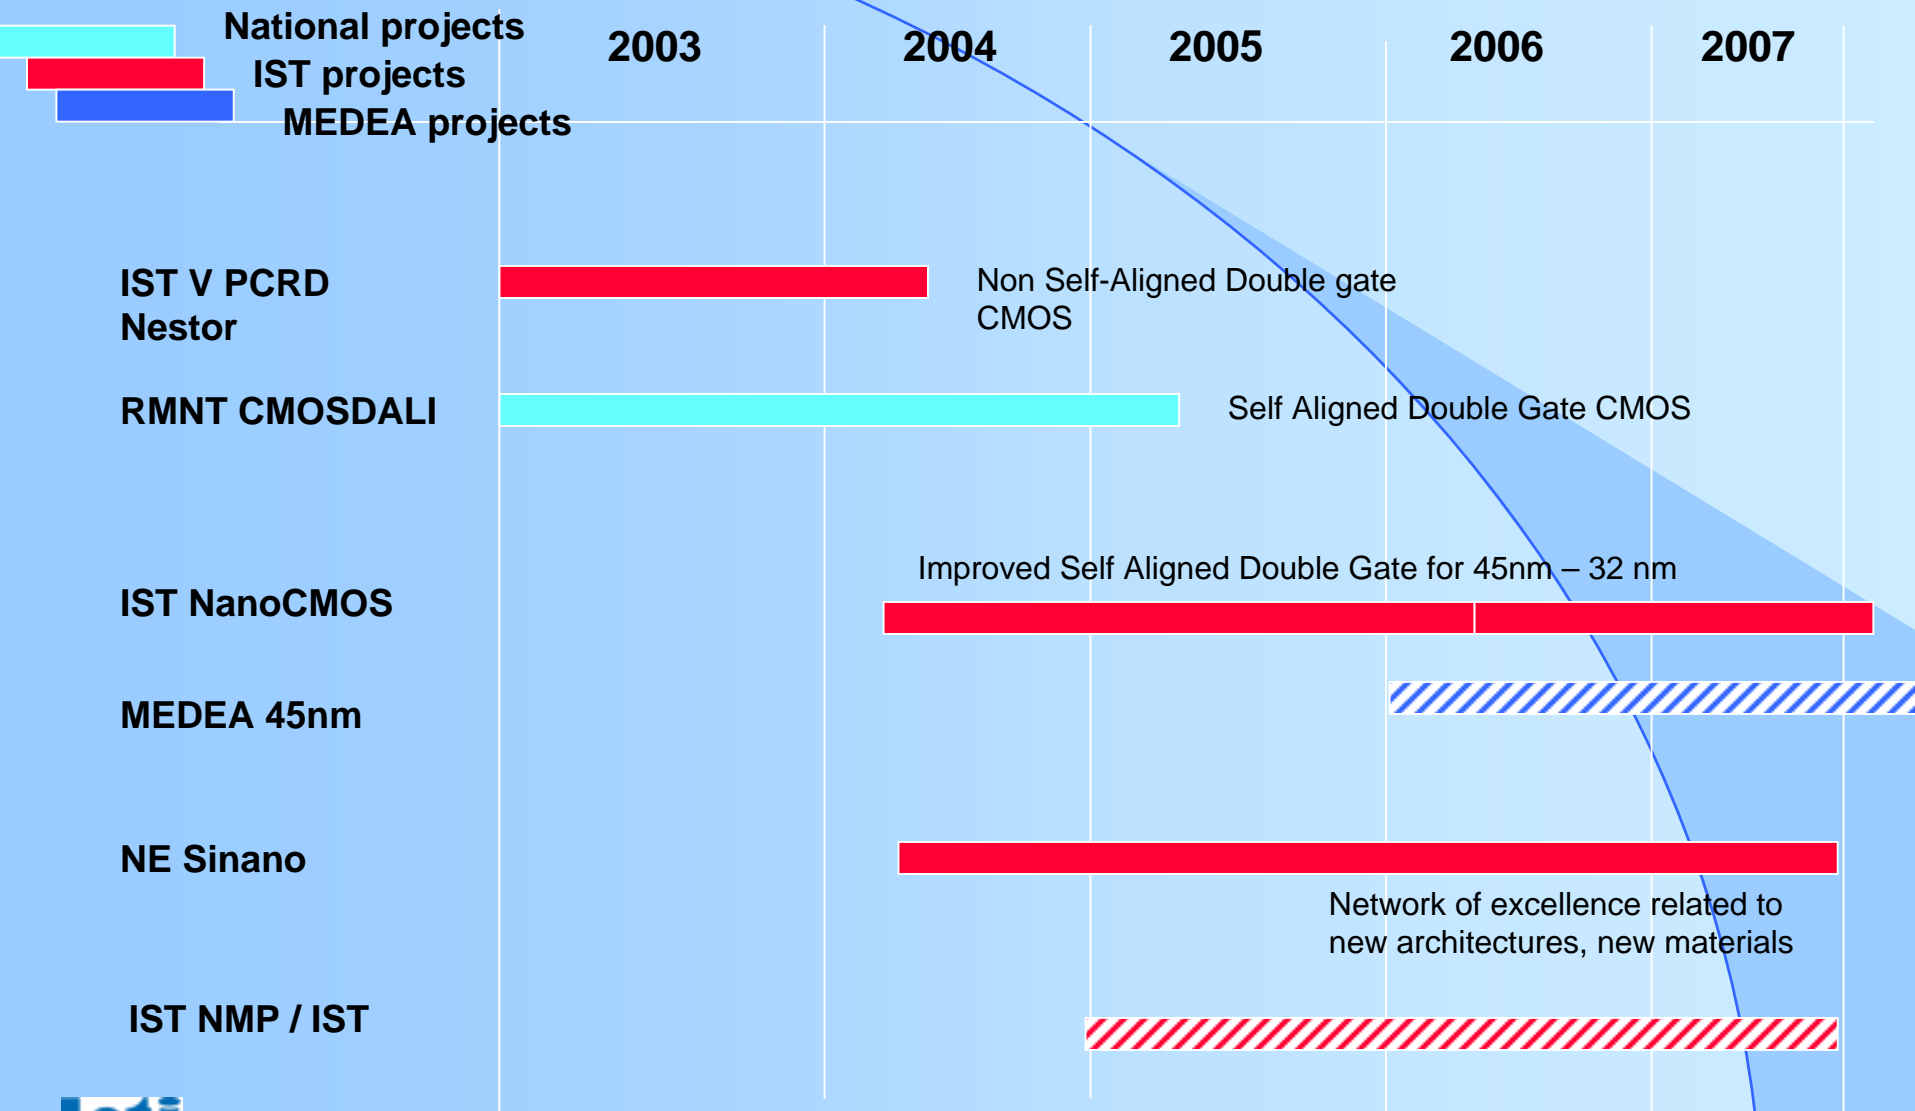 National projects
IST projects
MEDEA projects
2003 2004 2005 2006 2007
IST V PCRD
Nestor
Non Self-Aligned Double gate
CMOS
RMNT CMOSDALI
Self Aligned Double Gate CMOS
Improved Self Aligned Double Gate for 45nm – 32 nm
IST NanoCMOS
MEDEA 45nm
NE Sinano
Network of excellence related to
new architectures, new materials
IST NMP / IST